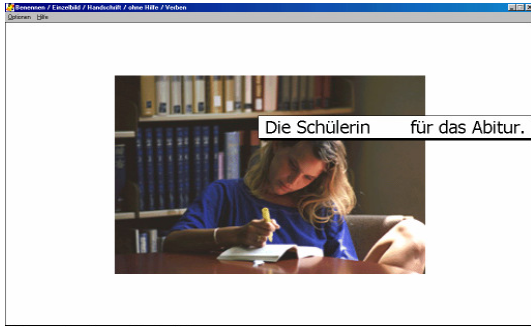 Benennen / Einzelbild / Handschrift / ohne Hilfe / Verben
Optionen Hilfe
Die Schülerin für das Abitur.